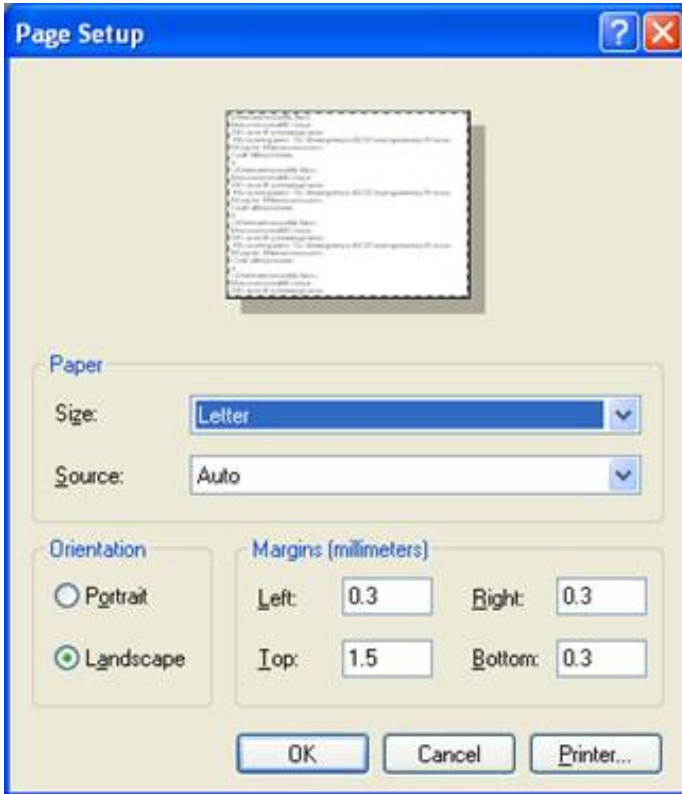 Page Setup
Paper
Size: Letter
Source: Auto
Orientation
Portrait
Landscape
Margins (millimeters)
Left: 0.3 Right: 0.3
Top: 1.5 Bottom: 0.3
OK Cancel Printer...